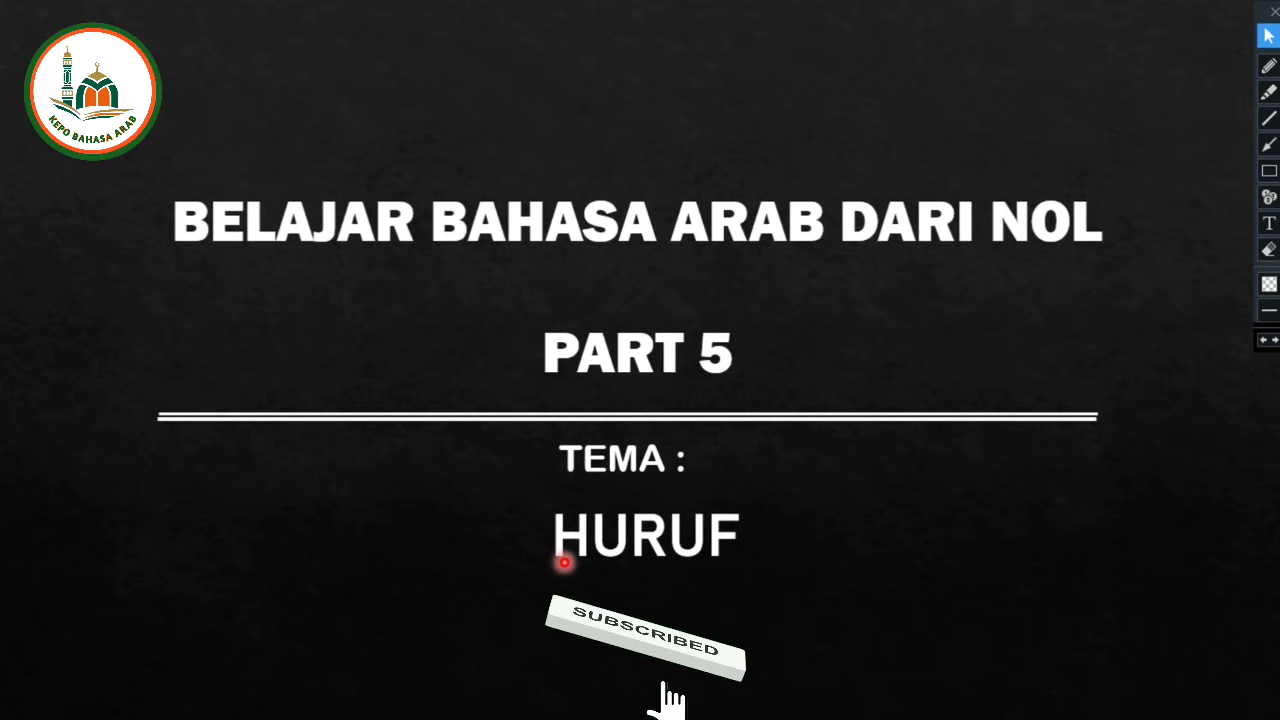 KEPO BAHASA ARAB
BELAJAR BAHASA ARAB DARI NOL
PART 5
TEMA :
HURUF
SUBSCRIBED
T